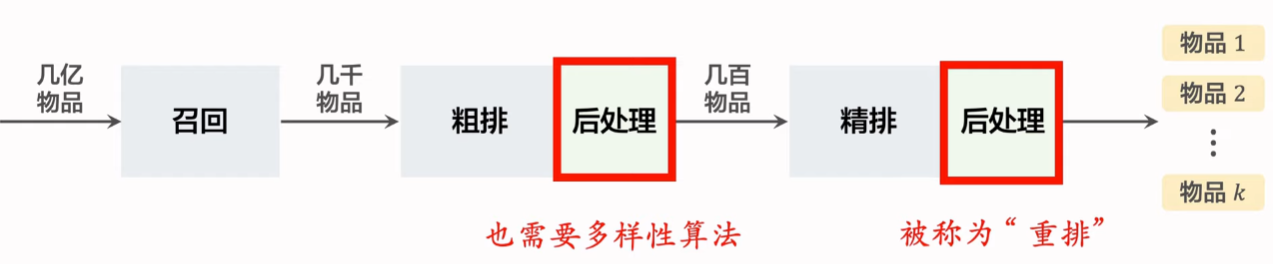 几亿
物品
召回
几千
物品
粗排
后处理
几百
物品
精排
后处理
物品 1
物品 2
⋮
物品 k
也需要多样性算法
被称为“重排”